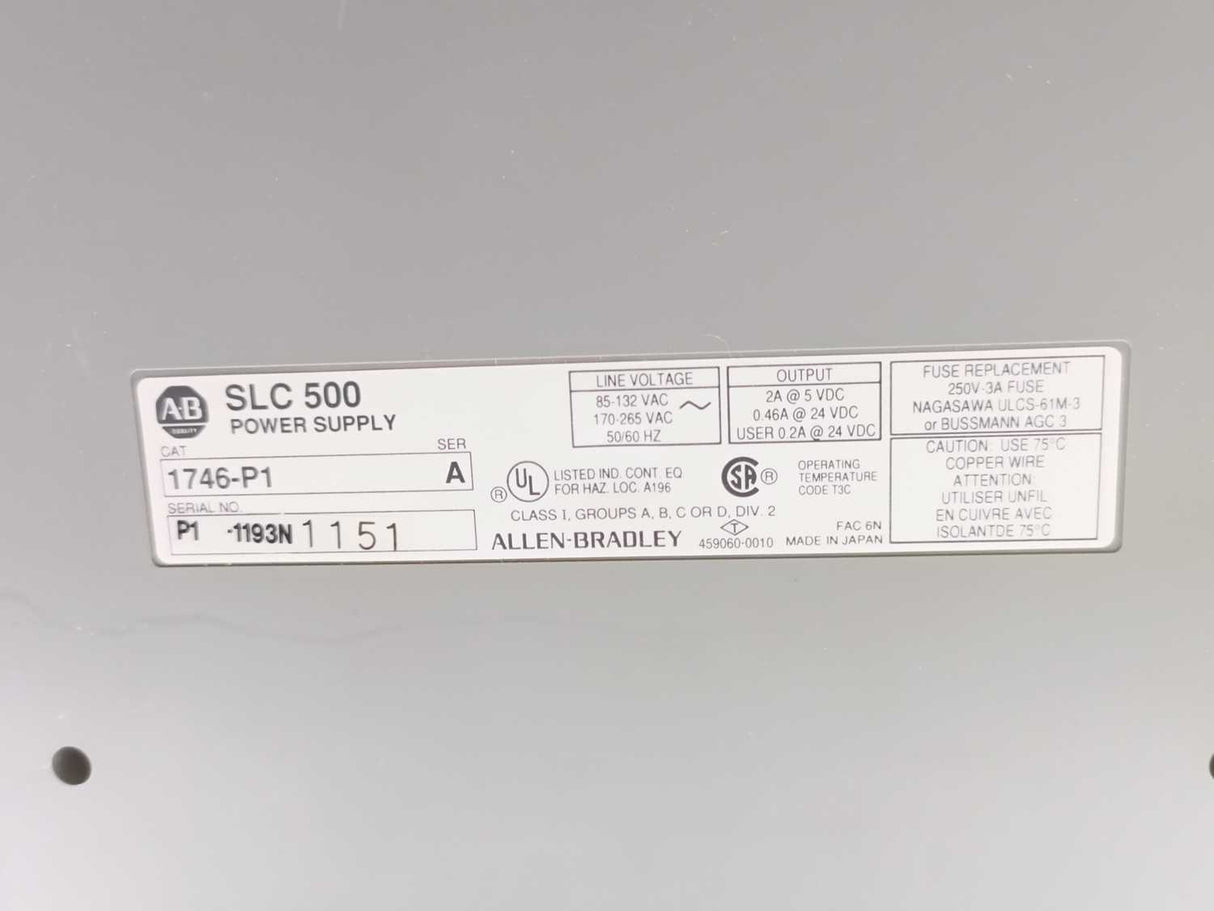 A-B
QUALITY
SLC 500
POWER SUPPLY
CAT
SER
1746-P1
A
SERIAL NO.
P1 -1193N 1151
LINE VOLTAGE
85-132 VAC
170-265 VAC
50/60 HZ
OUTPUT
2A @ 5 VDC
0.46A @ 24 VDC
USER 0.2A @ 24 VDC
® UL
LISTED IND. CONT. EQ
FOR HAZ. LOC. A196
SA ®
OPERATING
TEMPERATURE
CODE T3C
CLASS I, GROUPS A, B, C OR D, DIV. 2
ALLEN-BRADLEY
T
459060-0010
FAC 6N
MADE IN JAPAN
FUSE REPLACEMENT
250V-3A FUSE
NAGASAWA ULCS-61M-3
or BUSSMANN AGC 3
CAUTION: USE 75°C
COPPER WIRE
ATTENTION:
UTILISER UNFIL
EN CUIVRE AVEC
ISOLANTDE 75°C